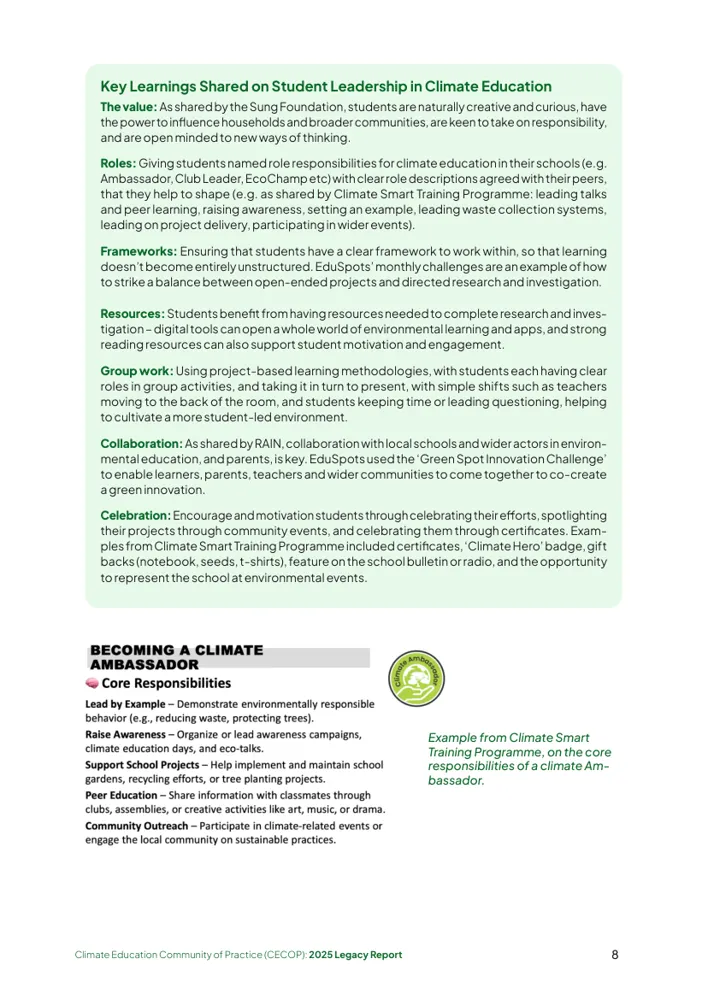 Key Learnings Shared on Student Leadership in Climate Education
The value: As shared by the Sung Foundation, students are naturally creative and curious, have
the power to influence households and broader communities, are keen to take on responsibility,
and are open minded to new ways of thinking.
Roles: Giving students named role responsibilities for climate education in their schools (e.g.
Ambassador, Club Leader, EcoChamp etc) with clear role descriptions agreed with their peers,
that they help to shape (e.g. as shared by Climate Smart Training Programme: leading talks
and peer learning, raising awareness, setting an example, leading waste collection systems,
leading on project delivery, participating in wider events).
Frameworks: Ensuring that students have a clear framework to work within, so that learning
doesn't become entirely unstructured. EduSpots' monthly challenges are an example of how
to strike a balance between open-ended projects and directed research and investigation.
Resources: Students benefit from having resources needed to complete research and inves-
tigation – digital tools can open a whole world of environmental learning and apps, and strong
reading resources can also support student motivation and engagement.
Group work: Using project-based learning methodologies, with students each having clear
roles in group activities, and taking it in turn to present, with simple shifts such as teachers
moving to the back of the room, and students keeping time or leading questioning, helping
to cultivate a more student-led environment.
Collaboration: As shared by RAIN, collaboration with local schools and wider actors in environ-
mental education, and parents, is key. EduSpots used the 'Green Spot Innovation Challenge'
to enable learners, parents, teachers and wider communities to come together to co-create
a green innovation.
Celebration: Encourage and motivation students through celebrating their efforts, spotlighting
their projects through community events, and celebrating them through certificates. Exam-
ples from Climate Smart Training Programme included certificates, 'Climate Hero' badge, gift
backs (notebook, seeds, t-shirts), feature on the school bulletin or radio, and the opportunity
to represent the school at environmental events.
BECOMING A CLIMATE
AMBASSADOR
Core Responsibilities
Lead by Example – Demonstrate environmentally responsible
behavior (e.g., reducing waste, protecting trees).
Raise Awareness – Organize or lead awareness campaigns,
climate education days, and eco-talks.
Support School Projects – Help implement and maintain school
gardens, recycling efforts, or tree planting projects.
Peer Education – Share information with classmates through
clubs, assemblies, or creative activities like art, music, or drama.
Community Outreach – Participate in climate-related events or
engage the local community on sustainable practices.
Climate Ambassador
Example from Climate Smart
Training Programme, on the core
responsibilities of a climate Am-
bassador.
Climate Education Community of Practice (CECOP): 2025 Legacy Report
8